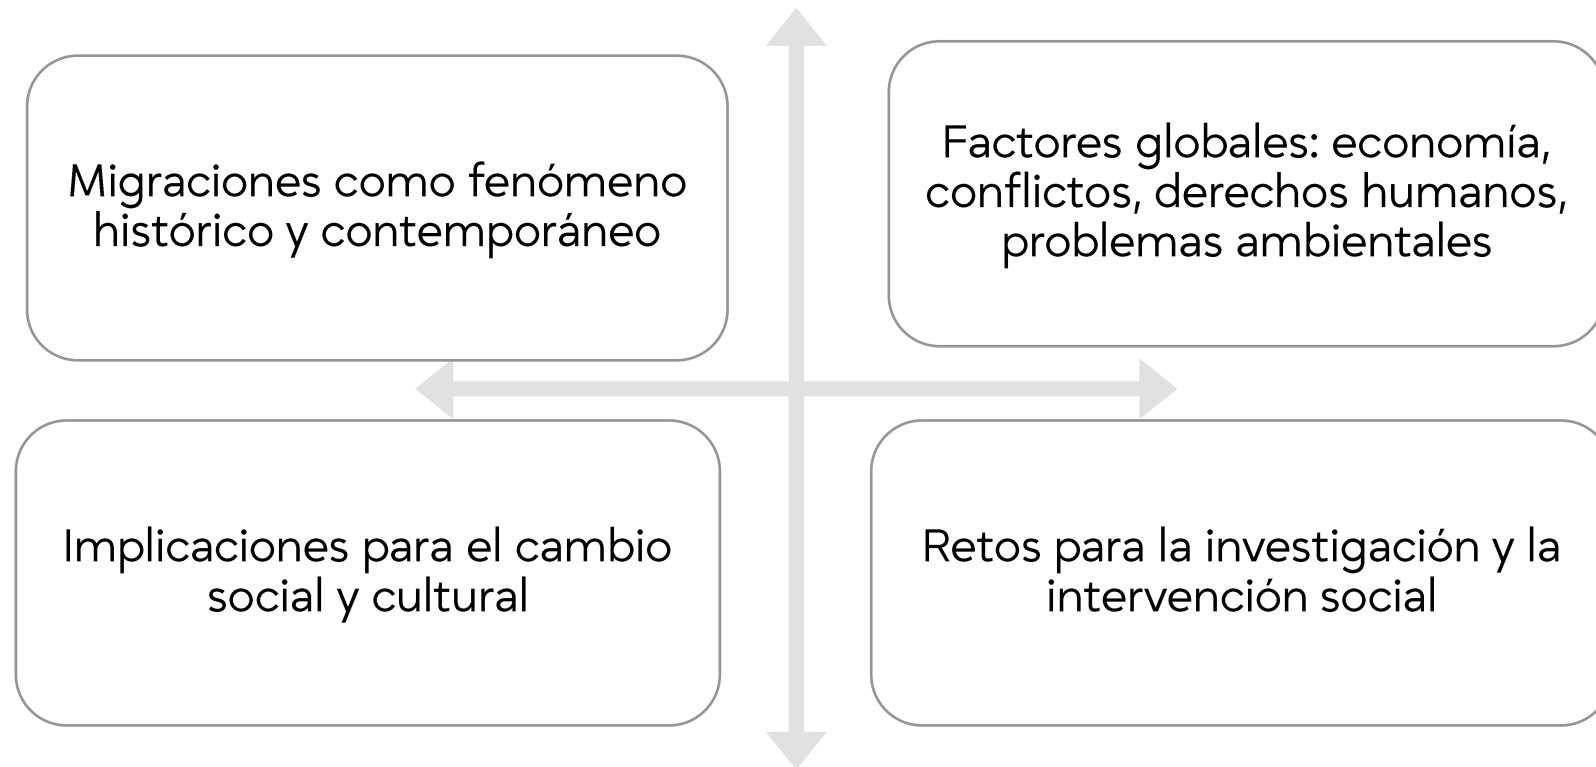 Migraciones como fenómeno
histórico y contemporáneo
Factores globales: economía,
conflictos, derechos humanos,
problemas ambientales
Implicaciones para el cambio
social y cultural
Retos para la investigación y la
intervención social